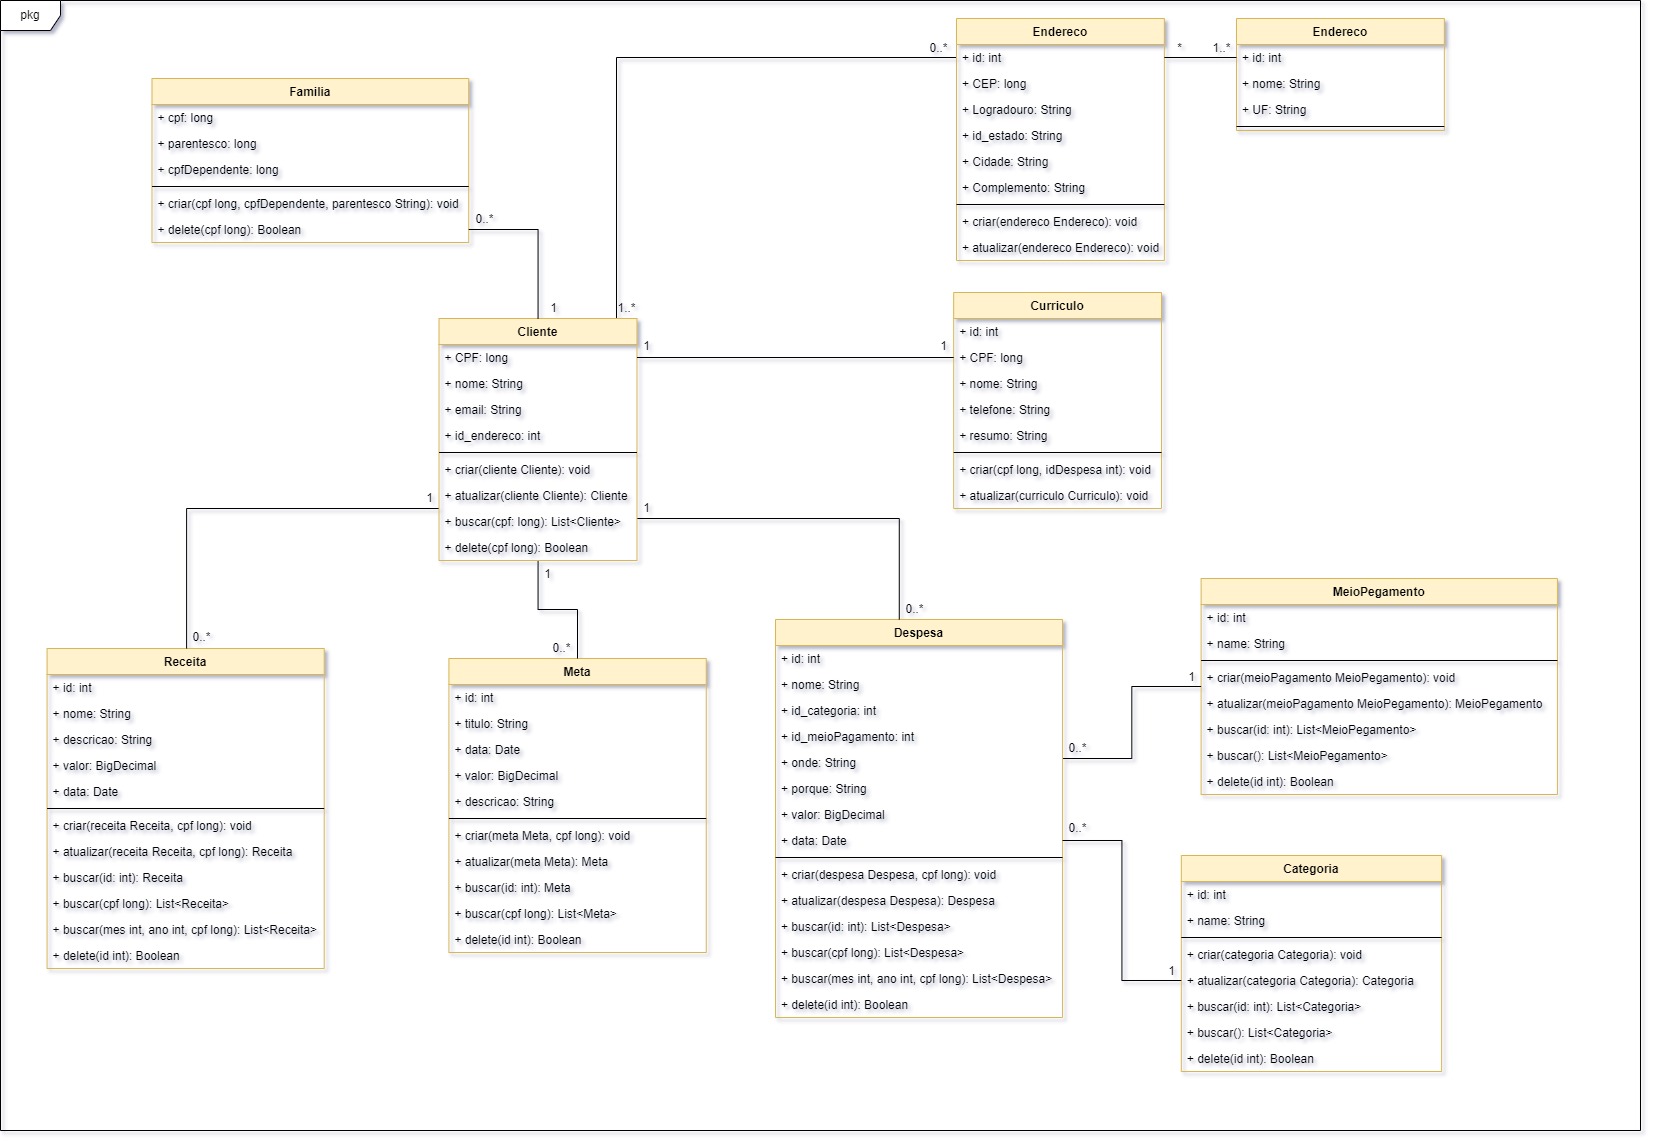 pkg
Familia
+ cpf: long
+ parentesco: long
+ cpfDependente: long
+ criar(cpf long, cpfDependente, parentesco String): void
+ delete(cpf long): Boolean
0..*
1
Endereco
+ id: int
+ CEP: long
+ Logradouro: String
+ id_estado: String
+ Cidade: String
+ Complemento: String
+ criar(endereco Endereco): void
+ atualizar(endereco Endereco): void
0..*
1..*
*
1..*
Endereco
+ id: int
+ nome: String
+ UF: String
Cliente
+ CPF: long
+ nome: String
+ email: String
+ id_endereco: int
+ criar(cliente Cliente): void
+ atualizar(cliente Cliente): Cliente
+ buscar(cpf: long): List<Cliente>
+ delete(cpf long): Boolean
1
1
Curriculo
+ id: int
+ CPF: long
+ nome: String
+ telefone: String
+ resumo: String
+ criar(cpf long, idDespesa int): void
+ atualizar(curriculo Curriculo): void
1
0..*
1
0..*
1
0..*
Receita
+ id: int
+ nome: String
+ descricao: String
+ valor: BigDecimal
+ data: Date
+ criar(receita Receita, cpf long): void
+ atualizar(receita Receita, cpf long): Receita
+ buscar(id: int): Receita
+ buscar(cpf long): List<Receita>
+ buscar(mes int, ano int, cpf long): List<Receita>
+ delete(id int): Boolean
Meta
+ id: int
+ titulo: String
+ data: Date
+ valor: BigDecimal
+ descricao: String
+ criar(meta Meta, cpf long): void
+ atualizar(meta Meta): Meta
+ buscar(id: int): Meta
+ buscar(cpf long): List<Meta>
+ delete(id int): Boolean
Despesa
+ id: int
+ nome: String
+ id_categoria: int
+ id_meioPagamento: int
+ onde: String
+ porque: String
+ valor: BigDecimal
+ data: Date
+ criar(despesa Despesa, cpf long): void
+ atualizar(despesa Despesa): Despesa
+ buscar(id: int): List<Despesa>
+ buscar(cpf long): List<Despesa>
+ buscar(mes int, ano int, cpf long): List<Despesa>
+ delete(id int): Boolean
0..*
1
0..*
1
MeioPegamento
+ id: int
+ name: String
+ criar(meioPagamento MeioPegamento): void
+ atualizar(meioPagamento MeioPegamento): MeioPegamento
+ buscar(id: int): List<MeioPegamento>
+ buscar(): List<MeioPegamento>
+ delete(id int): Boolean
Categoria
+ id: int
+ name: String
+ criar(categoria Categoria): void
+ atualizar(categoria Categoria): Categoria
+ buscar(id: int): List<Categoria>
+ buscar(): List<Categoria>
+ delete(id int): Boolean